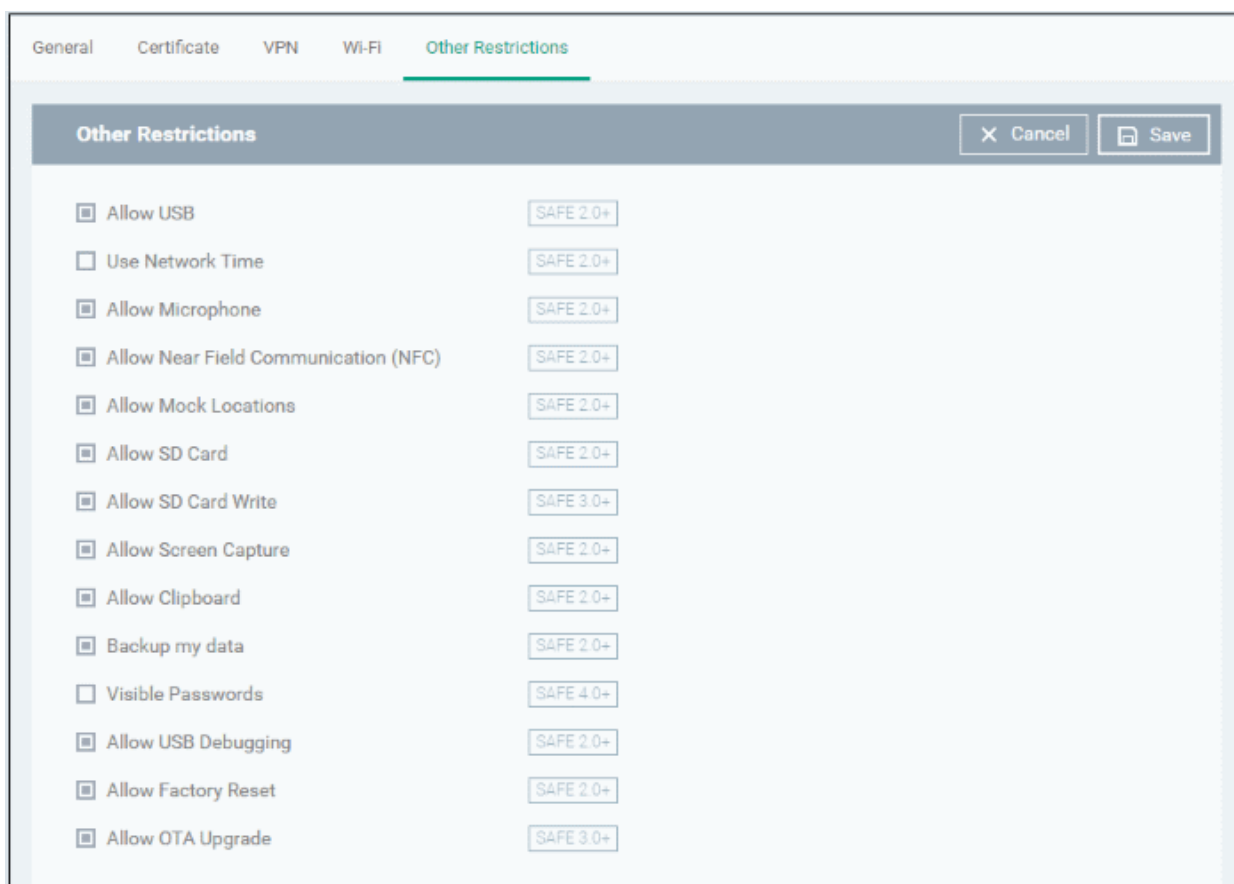 General Certificate VPN Wi-Fi Other Restrictions
Other Restrictions Cancel Save
Allow USB SAFE 2.0+
Use Network Time SAFE 2.0+
Allow Microphone SAFE 2.0+
Allow Near Field Communication (NFC) SAFE 2.0+
Allow Mock Locations SAFE 2.0+
Allow SD Card SAFE 2.0+
Allow SD Card Write SAFE 3.0+
Allow Screen Capture SAFE 2.0+
Allow Clipboard SAFE 2.0+
Backup my data SAFE 2.0+
Visible Passwords SAFE 4.0+
Allow USB Debugging SAFE 2.0+
Allow Factory Reset SAFE 2.0+
Allow OTA Upgrade SAFE 3.0+